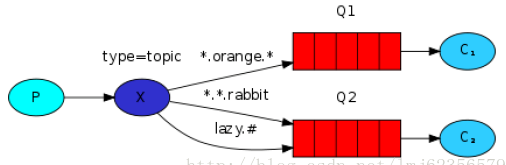 Q1
type=topic
*.orange.*
C₁
P
X
*.*.rabbit
Q2
lazy.#
C₂